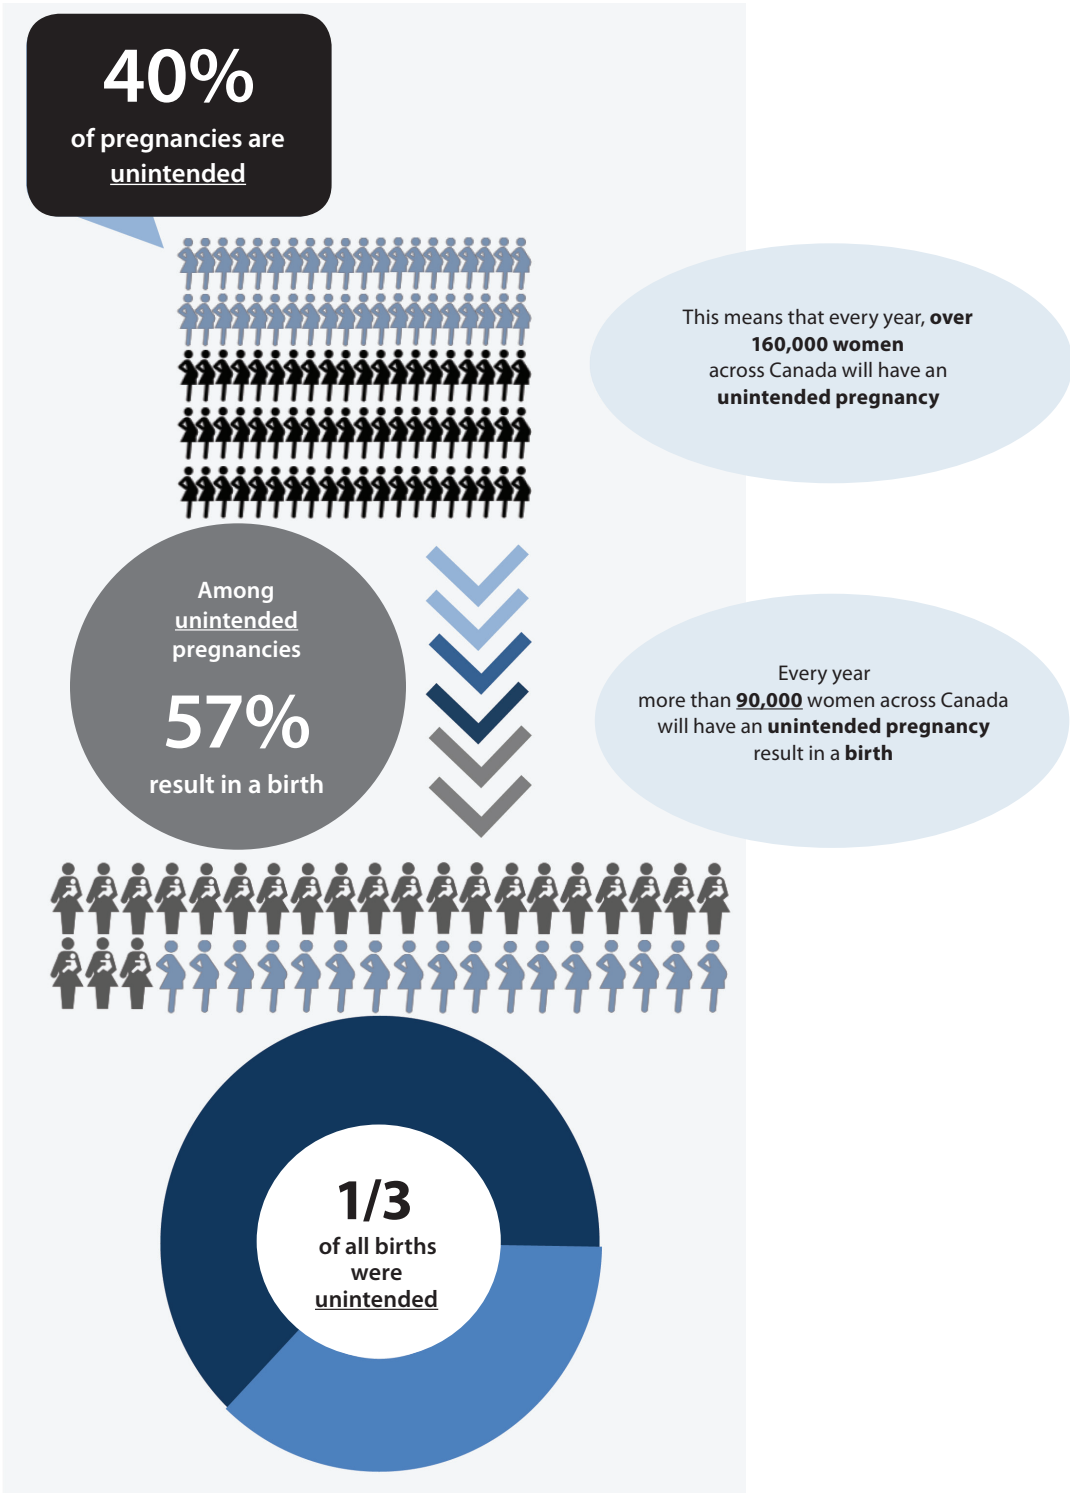 40%
of pregnancies are
unintended
This means that every year, over
160,000 women
across Canada will have an
unintended pregnancy
Among
unintended
pregnancies
57%
result in a birth
Every year
more than 90,000 women across Canada
will have an unintended pregnancy
result in a birth
1/3
of all births
were
unintended